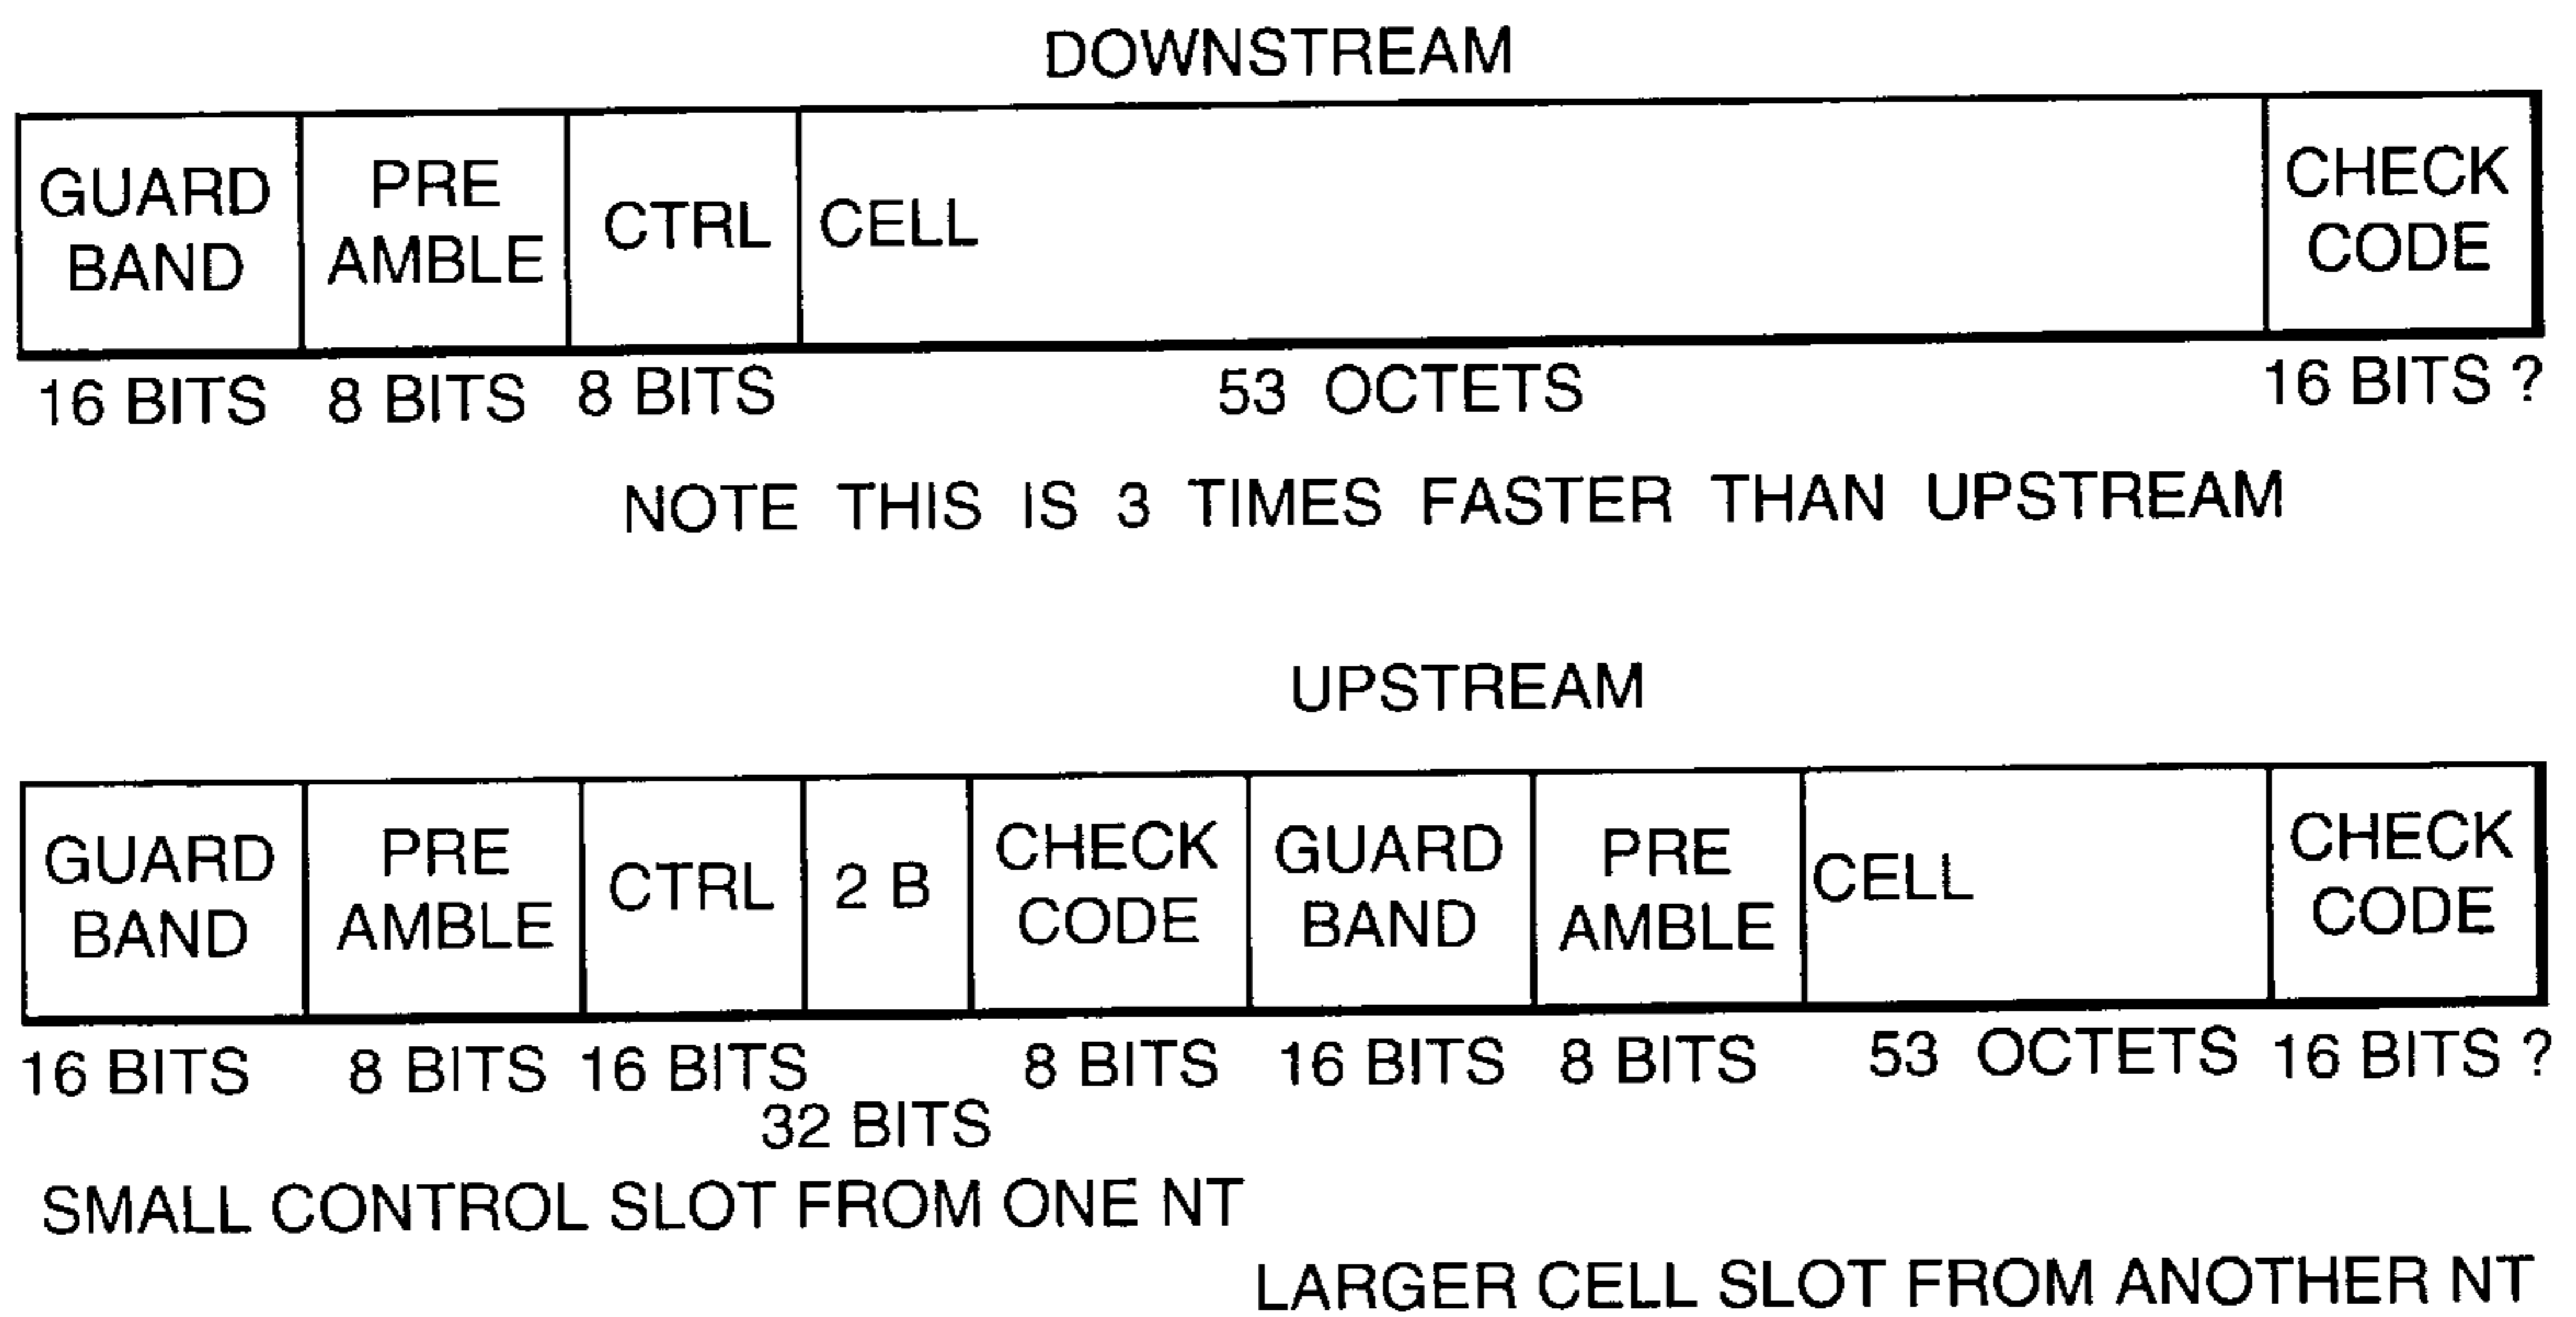 DOWNSTREAM
GUARD
BAND
PRE
AMBLE
CTRL
CELL
CHECK
CODE
16 BITS
8 BITS
8 BITS
53 OCTETS
16 BITS ?
NOTE THIS IS 3 TIMES FASTER THAN UPSTREAM
UPSTREAM
GUARD
BAND
PRE
AMBLE
CTRL
2 B
CHECK
CODE
GUARD
BAND
PRE
AMBLE
CELL
CHECK
CODE
16 BITS
8 BITS
16 BITS
32 BITS
8 BITS
16 BITS
8 BITS
53 OCTETS
16 BITS ?
SMALL CONTROL SLOT FROM ONE NT
LARGER CELL SLOT FROM ANOTHER NT